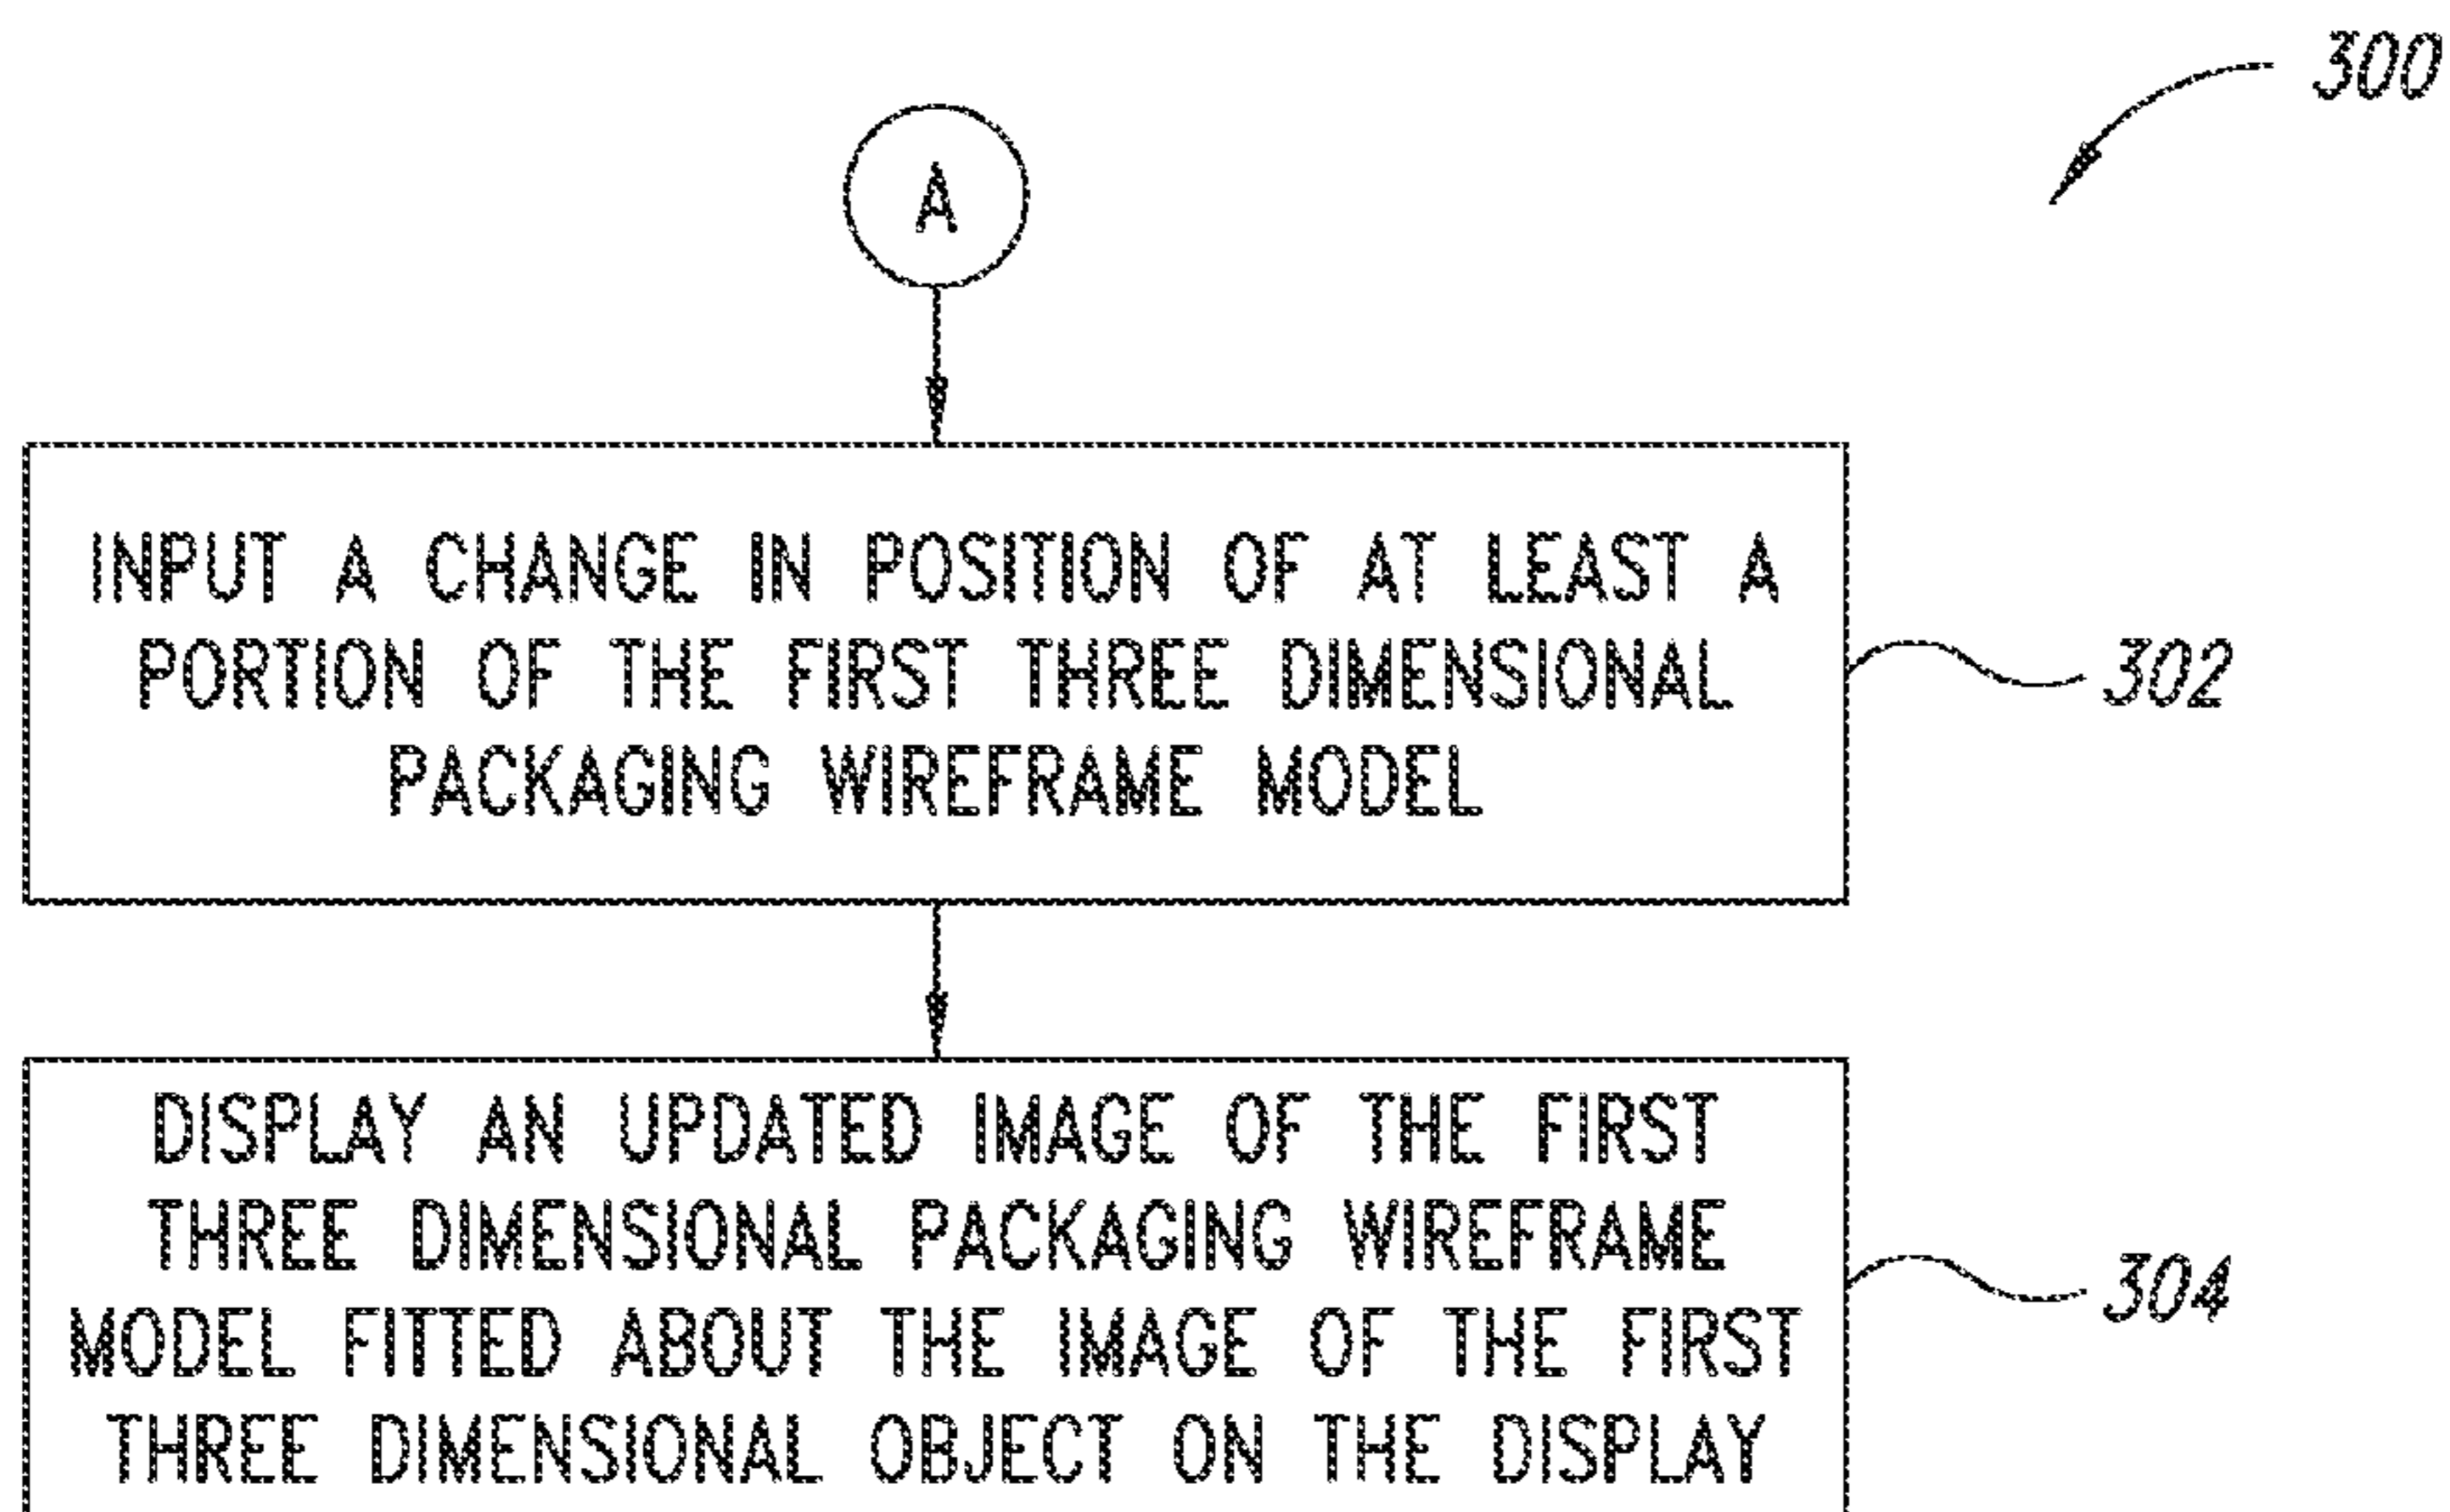 300
A
INPUT A CHANGE IN POSITION OF AT LEAST A
PORTION OF THE FIRST THREE DIMENSIONAL
PACKAGING WIREFRAME MODEL
302
DISPLAY AN UPDATED IMAGE OF THE FIRST
THREE DIMENSIONAL PACKAGING WIREFRAME
MODEL FITTED ABOUT THE IMAGE OF THE FIRST
THREE DIMENSIONAL OBJECT ON THE DISPLAY
304